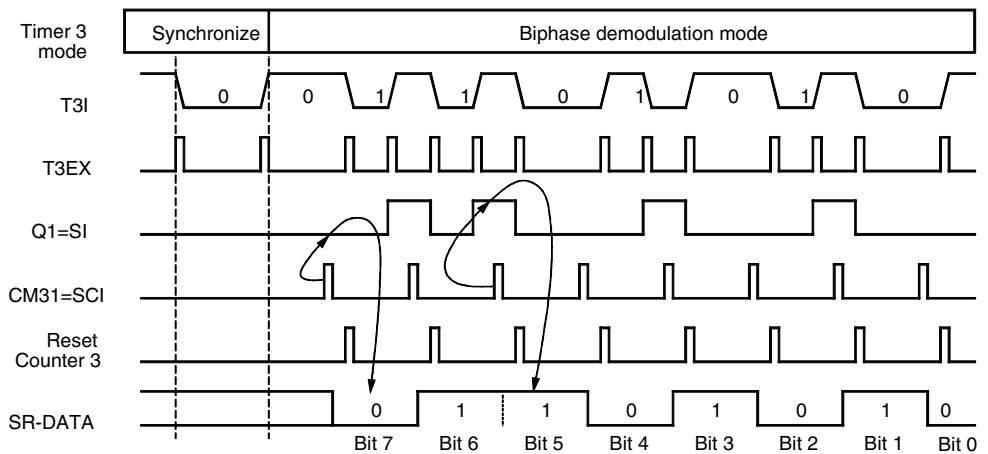 Timer 3 mode
Synchronize
Biphase demodulation mode
T3I
0 0 1 1 0 1 0 1 0
T3EX
Q1=SI
CM31=SCI
Reset Counter 3
SR-DATA
0 1 1 0 1 0 1 0
Bit 7 Bit 6 Bit 5 Bit 4 Bit 3 Bit 2 Bit 1 Bit 0